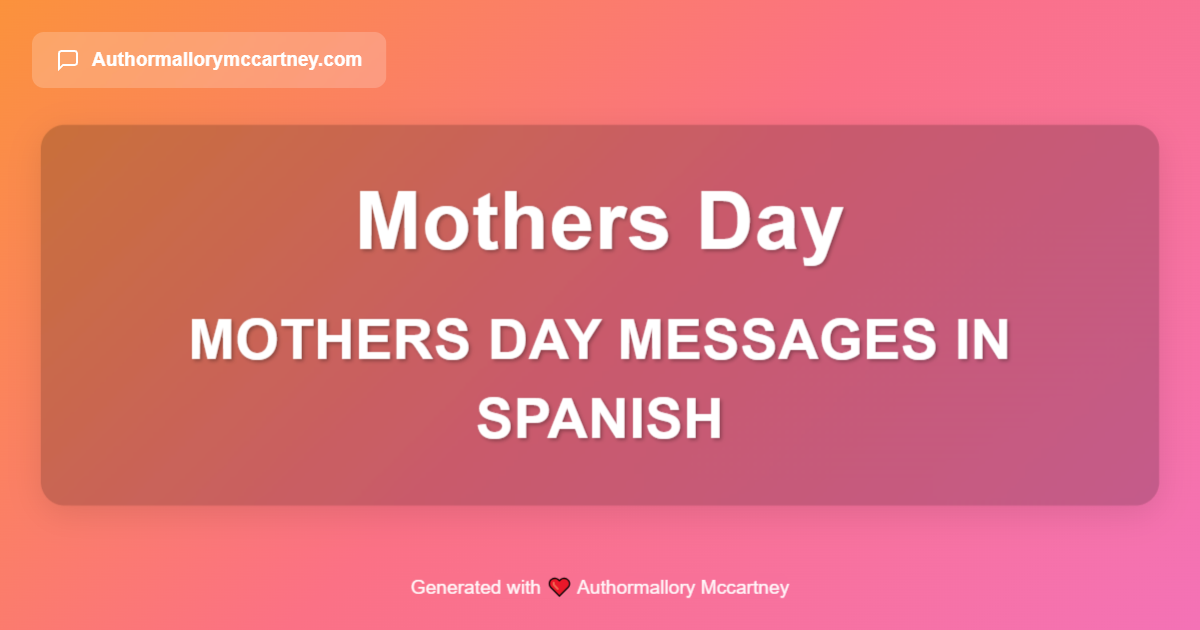 Authormallorymccartney.com
Mothers Day
MOTHERS DAY MESSAGES IN
SPANISH
Generated with ❤️ Authormallory Mccartney